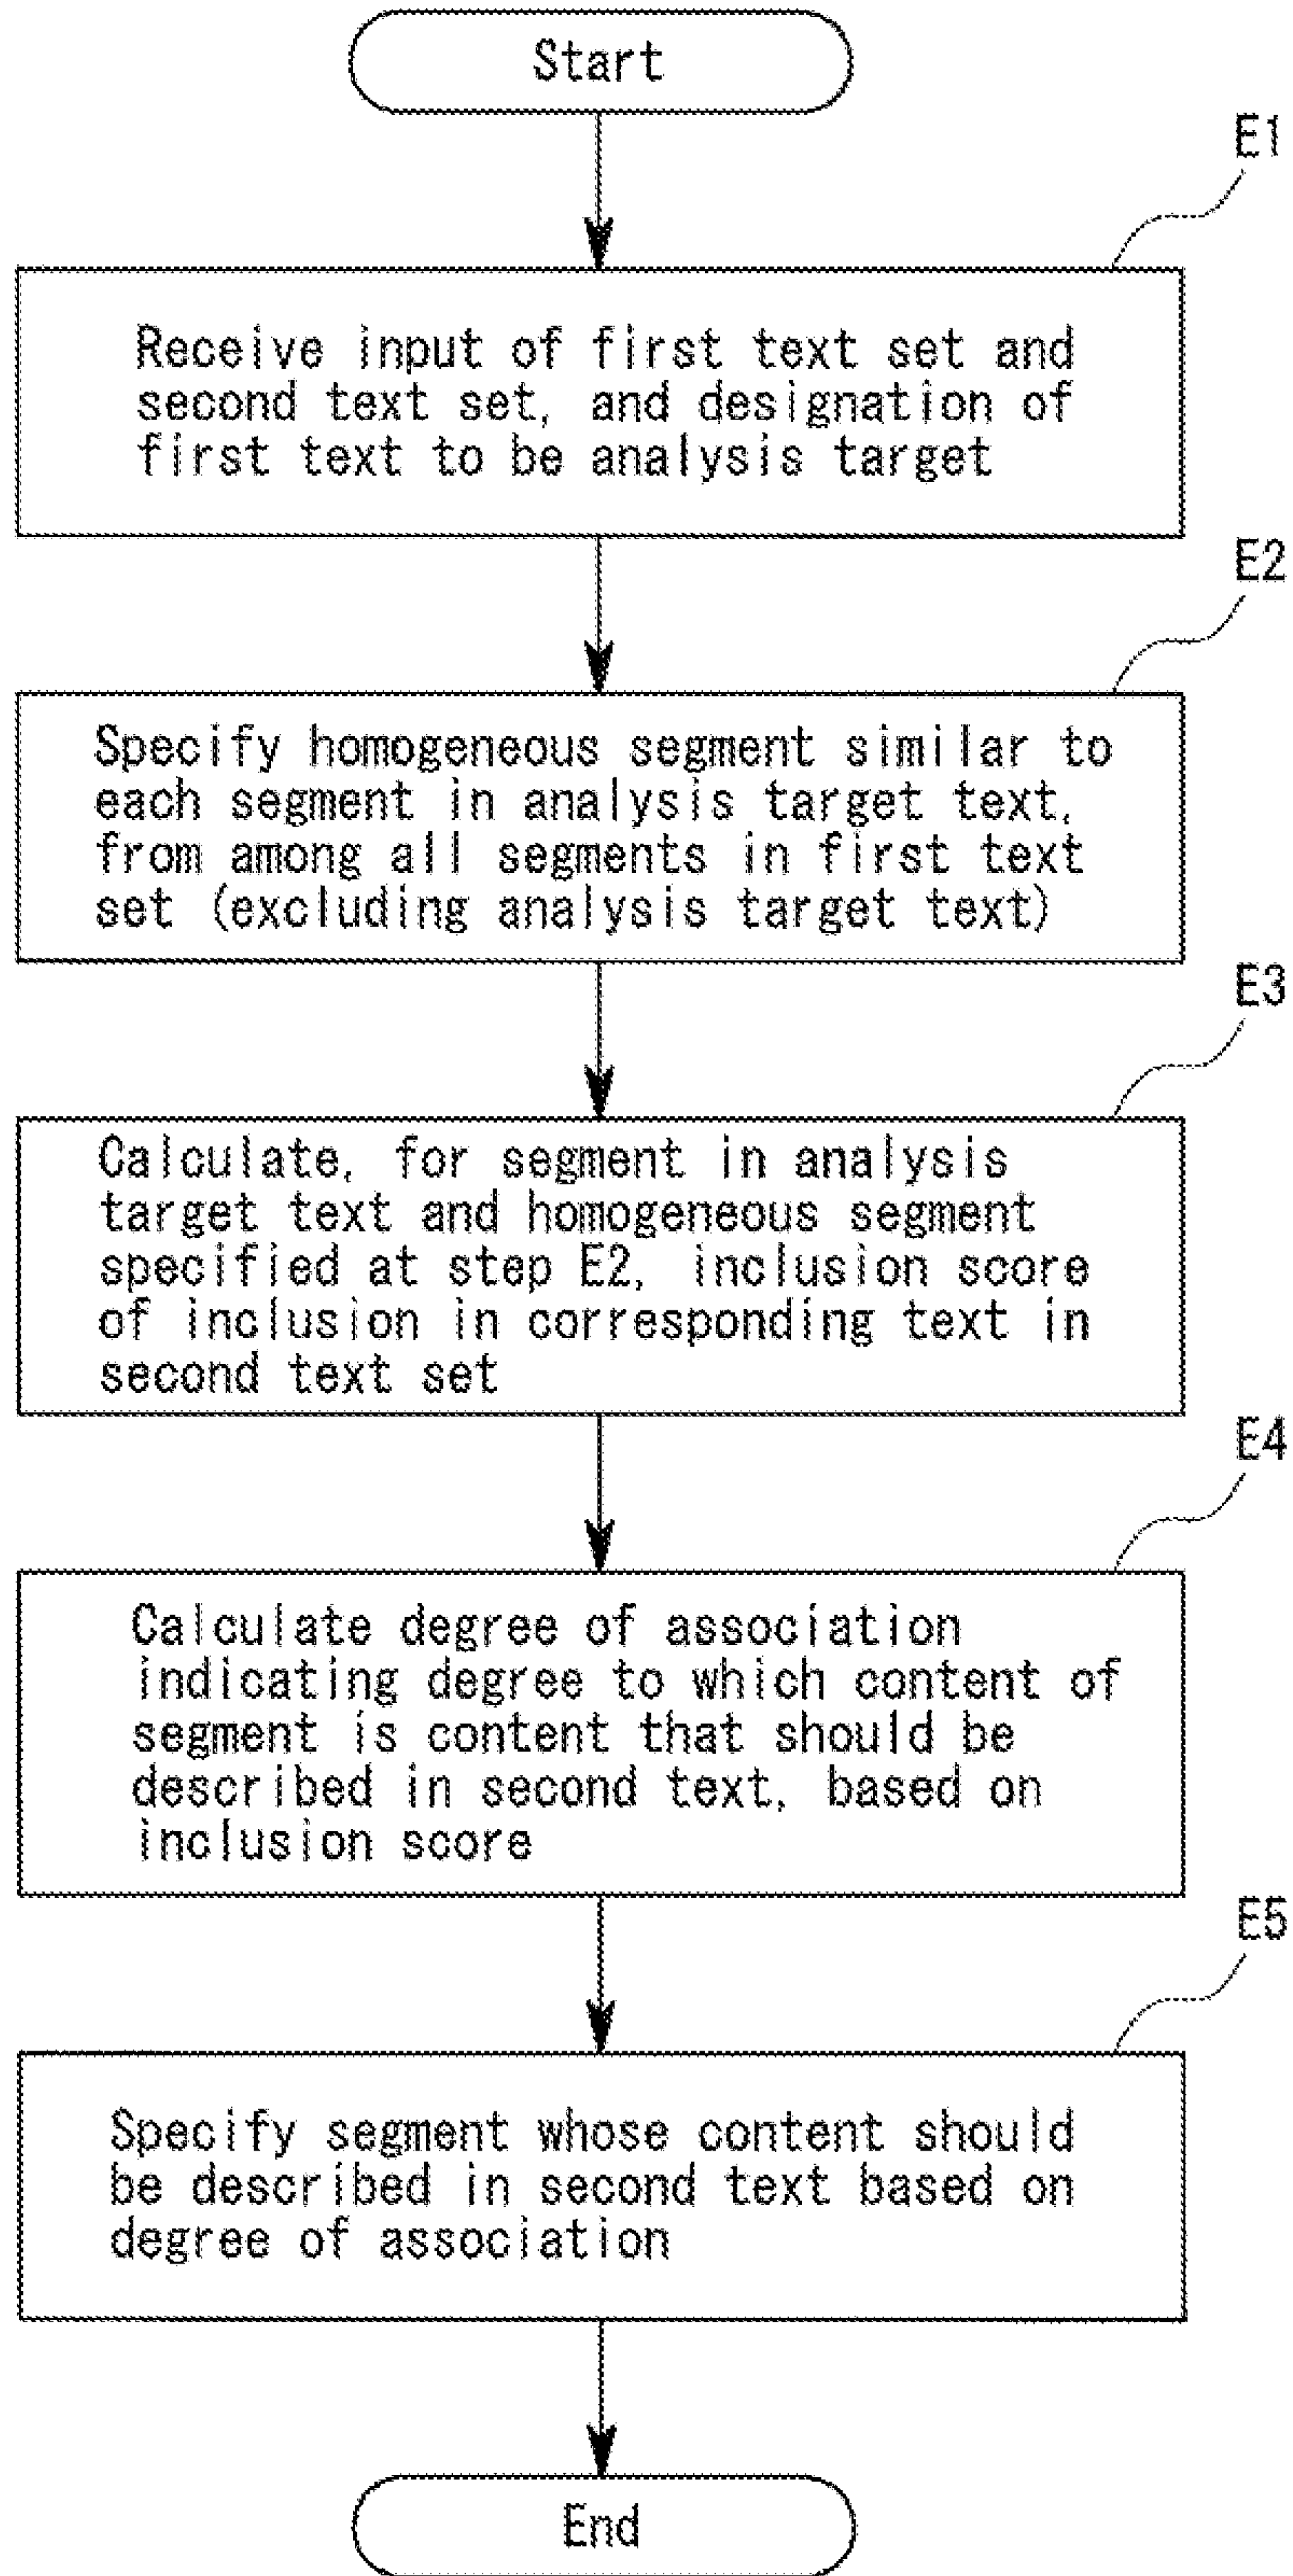 Start
E1
Receive input of first text set and
second text set, and designation of
first text to be analysis target
E2
Specify homogeneous segment similar to
each segment in analysis target text,
from among all segments in first text
set (excluding analysis target text)
E3
Calculate, for segment in analysis
target text and homogeneous segment
specified at step E2, inclusion score
of inclusion in corresponding text in
second text set
E4
Calculate degree of association
indicating degree to which content of
segment is content that should be
described in second text, based on
inclusion score
E5
Specify segment whose content should
be described in second text based on
degree of association
End